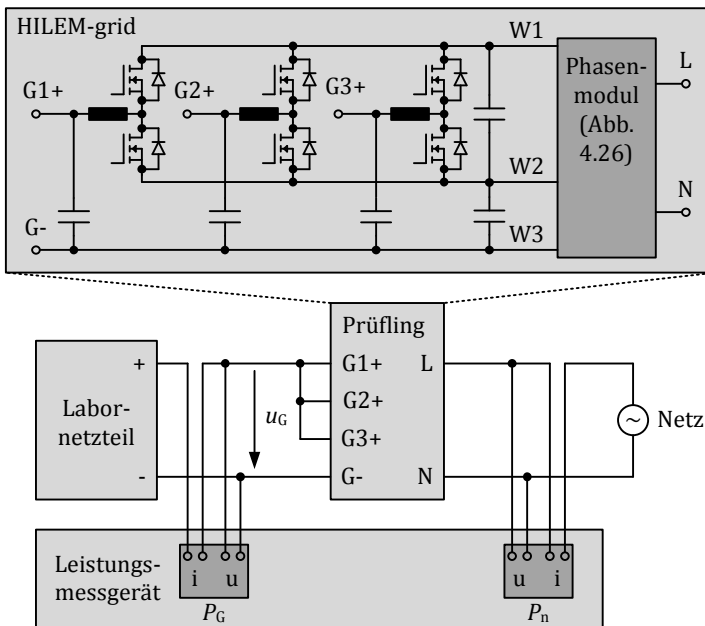 HILEM-grid
W1
G1+
G2+
G3+
Phasen-
modul
(Abb.
4.26)
L
W2
N
G-
W3
Prüfling
+
G1+ L
Labor-
netzteil
uG
G2+
~ Netz
G3+
-
G- N
Leistungs-
messgerät
i u
u i
PG
Pn